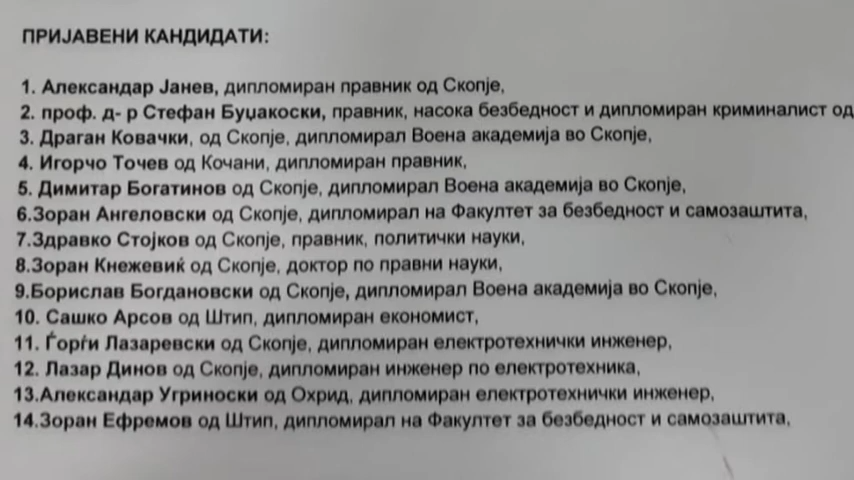 ПРИЈАВЕНИ КАНДИДАТИ:
1. Александар Јанев, дипломиран правник од Скопје,
2. проф. д- р Стефан Буџакоски, правник, насока безбедност и дипломиран криминалист од
3. Драган Ковачки, од Скопје, дипломирал Воена академија во Скопје,
4. Игорчо Точев од Кочани, дипломиран правник,
5. Димитар Богатинов од Скопје, дипломирал Воена академија во Скопје,
6.Зоран Ангеловски од Скопје, дипломирал на Факултет за безбедност и самозаштита,
7.Здравко Стојков од Скопје, правник, политички науки,
8.Зоран Кнежевиќ од Скопје, доктор по правни науки,
9.Борислав Богдановски од Скопје, дипломирал Воена академија во Скопје,
10. Сашко Арсов од Штип, дипломиран економист,
11. Ѓорѓи Лазаревски од Скопје, дипломиран електротехнички инженер,
12. Лазар Динов од Скопје, дипломиран инженер по електротехника,
13.Александар Угриноски од Охрид, дипломиран електротехнички инженер,
14.Зоран Ефремов од Штип, дипломирал на Факултет за безбедност и самозаштита,